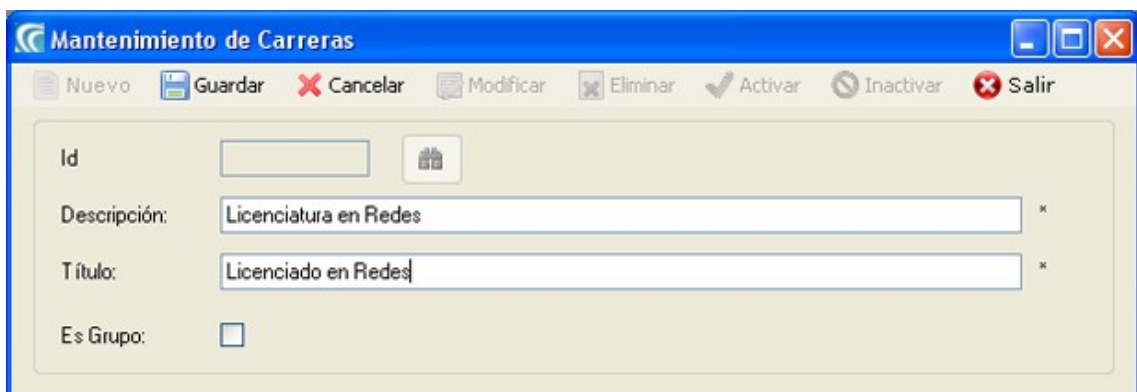 Mantenimiento de Carreras
Nuevo Guardar Cancelar Modificar Eliminar Activar Inactivar Salir
Id
Descripción: Licenciatura en Redes *
Título: Licenciado en Redes *
Es Grupo: